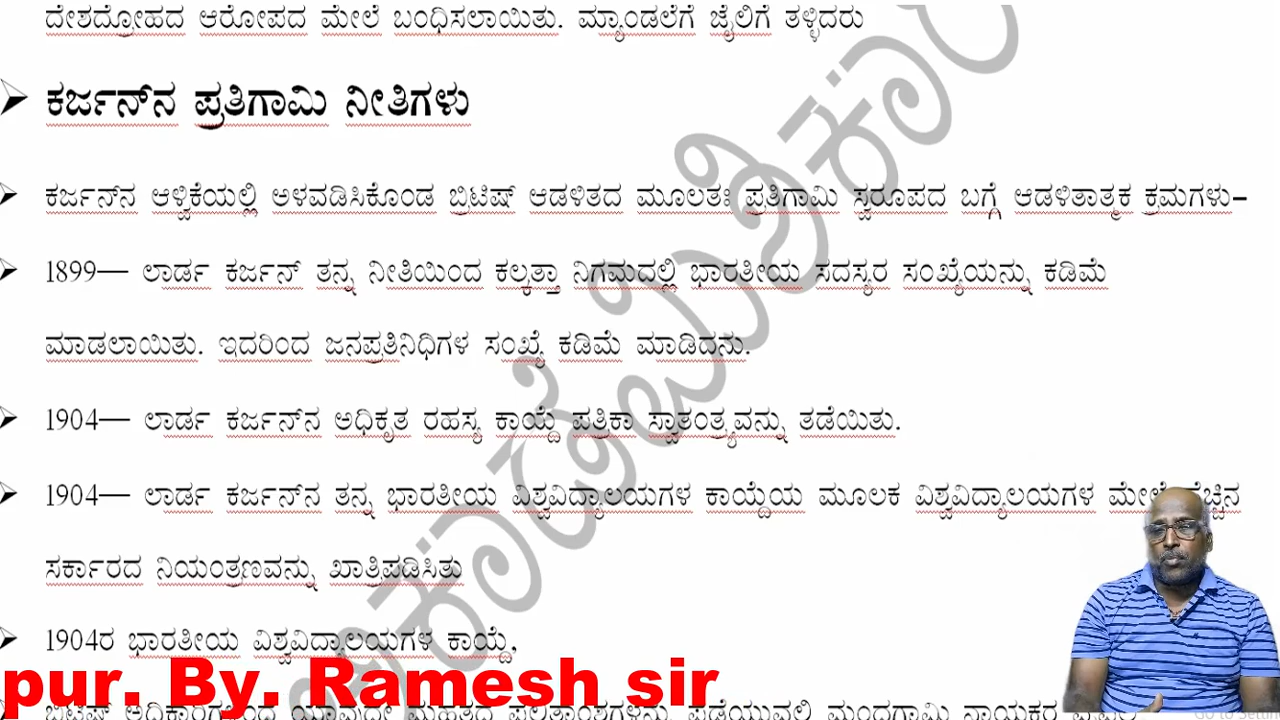 ದೇಶದ್ರೋಹದ ಆರೋಪದ ಮೇಲೆ ಬಂಧಿಸಲಾಯಿತು. ಮ್ಯಾಂಡಲೆಗೆ ಜೈಲಿಗೆ ತಳ್ಳಿದರು
ಕರ್ಜನ್‌ನ ಪ್ರತಿಗಾಮಿ ನೀತಿಗಳು
ಕರ್ಜನ್‌ನ ಆಳ್ವಿಕೆಯಲ್ಲಿ ಅಳವಡಿಸಿಕೊಂಡ ಬ್ರಿಟಿಷ್ ಆಡಳಿತದ ಮೂಲತಃ ಪ್ರತಿಗಾಮಿ ಸ್ವರೂಪದ ಬಗ್ಗೆ ಆಡಳಿತಾತ್ಮಕ ಕ್ರಮಗಳು–
1899— ಲಾರ್ಡ ಕರ್ಜನ್ ತನ್ನ ನೀತಿಯಿಂದ ಕಲ್ಕತ್ತಾ ನಿಗಮದಲ್ಲಿ ಭಾರತೀಯ ಸದಸ್ಯರ ಸಂಖ್ಯೆಯನ್ನು ಕಡಿಮೆ
ಮಾಡಲಾಯಿತು. ಇದರಿಂದ ಜನಪ್ರತಿನಿಧಿಗಳ ಸಂಖ್ಯೆ ಕಡಿಮೆ ಮಾಡಿದನು.
1904— ಲಾರ್ಡ ಕರ್ಜನ್‌ನ ಅಧಿಕೃತ ರಹಸ್ಯ ಕಾಯ್ದೆ ಪತ್ರಿಕಾ ಸ್ವಾತಂತ್ರ್ಯವನ್ನು ತಡೆಯಿತು.
1904— ಲಾರ್ಡ ಕರ್ಜನ್‌ನ ತನ್ನ ಭಾರತೀಯ ವಿಶ್ವವಿದ್ಯಾಲಯಗಳ ಕಾಯ್ದೆಯ ಮೂಲಕ ವಿಶ್ವವಿದ್ಯಾಲಯಗಳ ಮೇಲೆ ಹೆಚ್ಚಿನ
ಸರ್ಕಾರದ ನಿಯಂತ್ರಣವನ್ನು ಖಾತ್ರಿಪಡಿಸಿತು
1904ರ ಭಾರತೀಯ ವಿಶ್ವವಿದ್ಯಾಲಯಗಳ ಕಾಯ್ದೆ,
pur. By. Ramesh sir